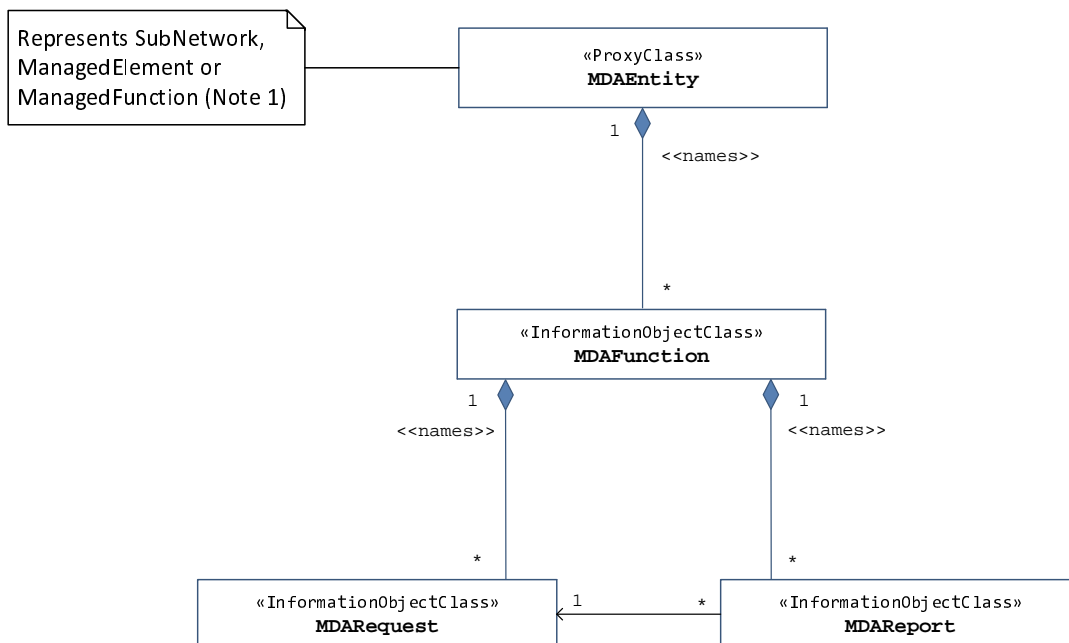 Represents SubNetwork,
ManagedElement or
ManagedFunction (Note 1)
«ProxyClass»
MDAEntity
1
<<names>>
*
«InformationObjectClass»
MDAFunction
1
<<names>>
1
<<names>>
*
*
«InformationObjectClass»
MDARequest
1
*
«InformationObjectClass»
MDAReport